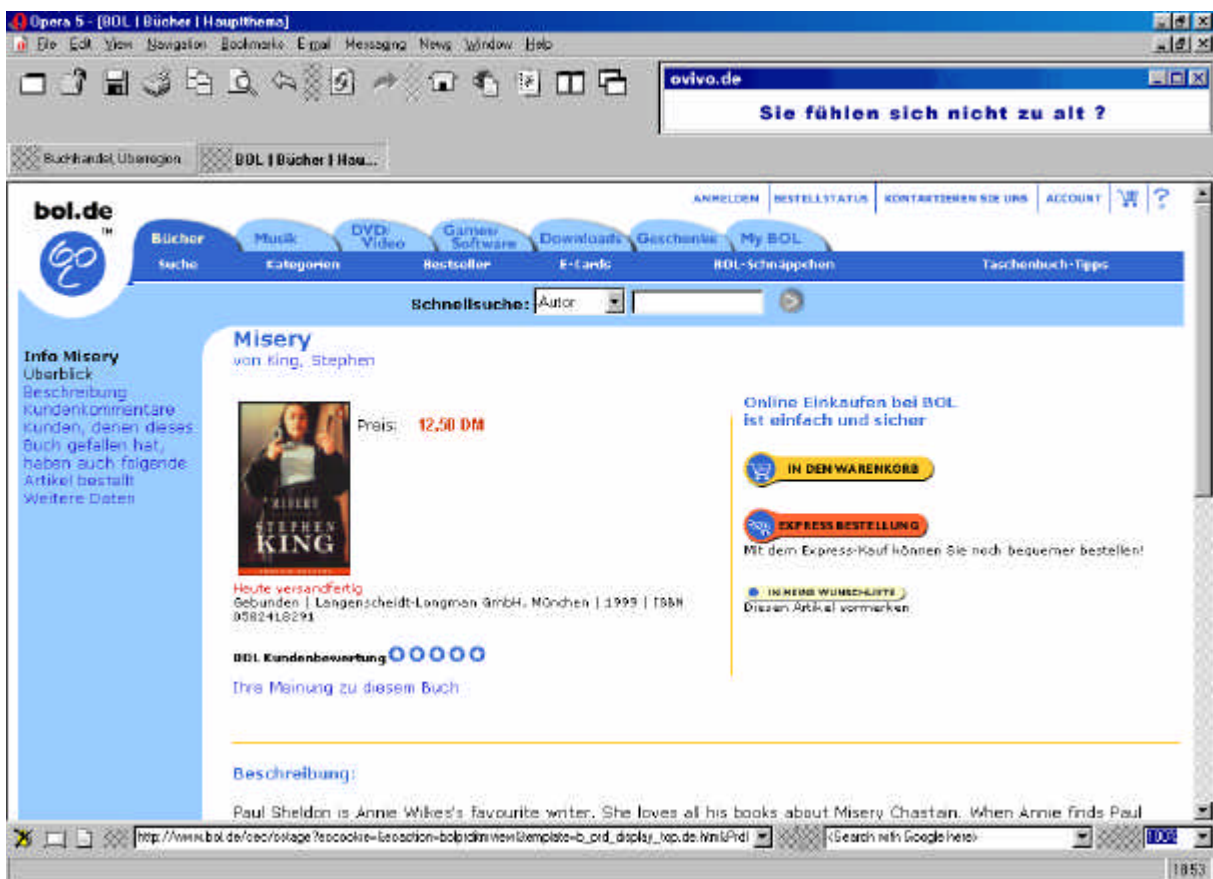 Opera 5 - [BOL | Bücher | Hauptthema]
File Edit View Navigation Bookmarks E-mail Messaging News Window Help
ovivo.de
Sie fühlen sich nicht zu alt ?
Buchhandel, Überregion
BOL | Bücher | Hau...
bol.de
TM
ANMELDEN BESTELLSTATUS KONTAKTIEREN SIE UNS ACCOUNT ?
Bücher Musik DVD/Video Games/Software Downloads Geschenke My BOL
Suche Kategorien Bestseller E-Cards BOL-Schnäppchen Taschenbuch-Tipps
Schnellsuche: Autor
Info Misery
Überblick
Beschreibung
Kundenkommentare
Kunden, denen dieses
Buch gefallen hat,
haben auch folgende
Artikel bestellt
Weitere Daten
Misery
von King, Stephen
Preis: 12,50 DM
MISERY
STEPHEN
KING
Heute versandfertig
Gebunden | Langenscheidt-Longman GmbH, München | 1999 | ISBN
0582418291
BOL Kundenbewertung
Ihre Meinung zu diesem Buch
Online Einkaufen bei BOL
ist einfach und sicher
IN DEN WARENKORB
EXPRESS BESTELLUNG
Mit dem Express-Kauf können Sie noch bequemer bestellen!
IN MEINE WUNSCHLISTE
Diesen Artikel vormerken
Beschreibung:
Paul Sheldon is Annie Wilkes's favourite writer. She loves all his books about Misery Chastain. When Annie finds Paul
<Search with Google here>
100%
18:53